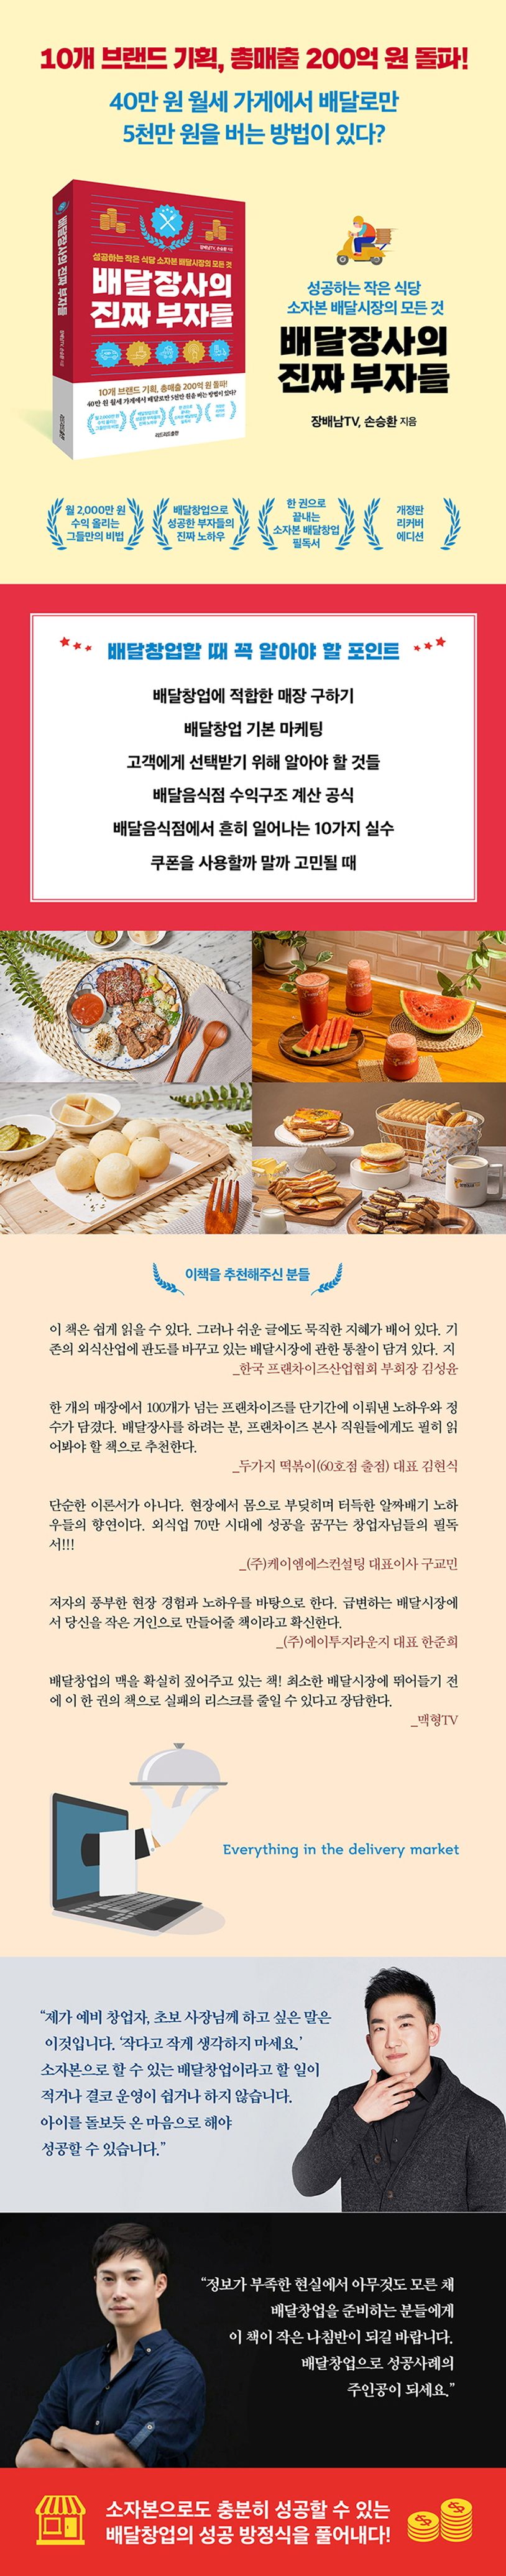 10개 브랜드 기획, 총매출 200억 원 돌파!
40만 원 월세 가게에서 배달로만
5천만 원을 버는 방법이 있다?
배달장사의 진짜 부자들
장배남TV, 손승환 지음
성공하는 작은 식당 소자본 배달시장의 모든 것
배달장사의
진짜 부자들
10개 브랜드 기획, 총매출 200억 원 돌파!
40만 원 월세 가게에서 배달로만 5천만 원을 버는 방법이 있다?
라디오북출판
성공하는 작은 식당
소자본 배달시장의 모든 것
배달장사의
진짜 부자들
장배남TV, 손승환 지음
월 2,000만 원
수익 올리는
그들만의 비법
배달창업으로
성공한 부자들의
진짜 노하우
한 권으로
끝내는
소자본 배달창업
필독서
개정판
리커버
에디션
배달창업할 때 꼭 알아야 할 포인트
배달창업에 적합한 매장 구하기
배달창업 기본 마케팅
고객에게 선택받기 위해 알아야 할 것들
배달음식점 수익구조 계산 공식
배달음식점에서 흔히 일어나는 10가지 실수
쿠폰을 사용할까 말까 고민될 때
이책을 추천해주신 분들
이 책은 쉽게 읽을 수 있다. 그러나 쉬운 글에도 묵직한 지혜가 배어 있다. 기
존의 외식산업에 판도를 바꾸고 있는 배달시장에 관한 통찰이 담겨 있다. 지
_한국 프랜차이즈산업협회 부회장 김성윤
한 개의 매장에서 100개가 넘는 프랜차이즈를 단기간에 이뤄낸 노하우와 정
수가 담겼다. 배달장사를 하려는 분, 프랜차이즈 본사 직원들에게도 필히 읽
어봐야 할 책으로 추천한다.
_두가지 떡볶이(60호점 출점) 대표 김현식
단순한 이론서가 아니다. 현장에서 몸으로 부딪히며 터득한 알짜배기 노하
우들의 향연이다. 외식업 70만 시대에 성공을 꿈꾸는 창업자님들의 필독
서!!!
_(주)케이엠에스컨설팅 대표이사 구교민
저자의 풍부한 현장 경험과 노하우를 바탕으로 한다. 급변하는 배달시장에
서 당신을 작은 거인으로 만들어줄 책이라고 확신한다.
_(주)에이투지라운지 대표 한준희
배달창업의 맥을 확실히 짚어주고 있는 책! 최소한 배달시장에 뛰어들기 전
에 이 한 권의 책으로 실패의 리스크를 줄일 수 있다고 장담한다.
_맥형TV
Everything in the delivery market
“제가 예비 창업자, 초보 사장님께 하고 싶은 말은
이것입니다. ‘작다고 작게 생각하지 마세요.’
소자본으로 할 수 있는 배달창업이라고 할 일이
적거나 결코 운영이 쉽거나 하지 않습니다.
아이를 돌보듯 온 마음으로 해야
성공할 수 있습니다.”
“정보가 부족한 현실에서 아무것도 모른 채
배달창업을 준비하는 분들에게
이 책이 작은 나침반이 되길 바랍니다.
배달창업으로 성공사례의
주인공이 되세요.”
소자본으로도 충분히 성공할 수 있는
배달창업의 성공 방정식을 풀어내다!